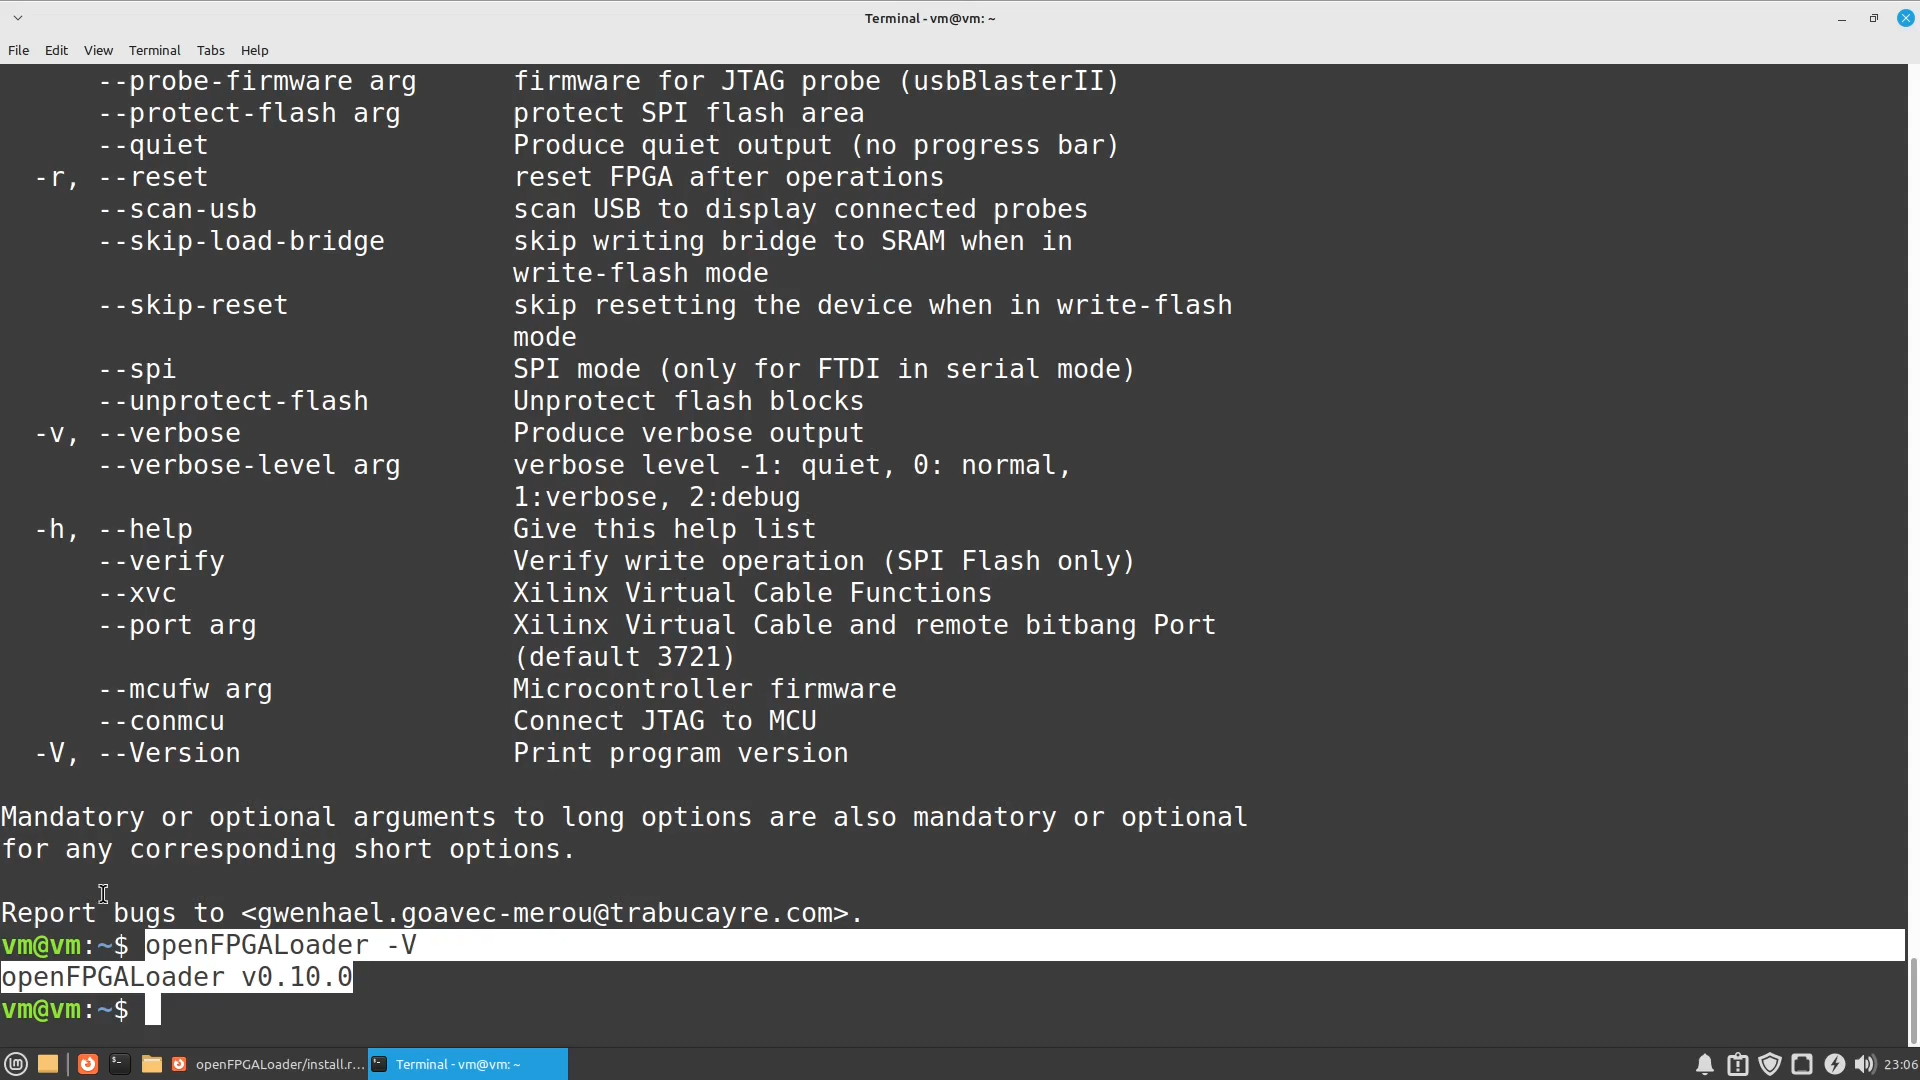 Terminal - vm@vm: ~
File Edit View Terminal Tabs Help
--probe-firmware arg firmware for JTAG probe (usbBlasterII)
--protect-flash arg protect SPI flash area
--quiet Produce quiet output (no progress bar)
-r, --reset reset FPGA after operations
--scan-usb scan USB to display connected probes
--skip-load-bridge skip writing bridge to SRAM when in
write-flash mode
--skip-reset skip resetting the device when in write-flash
mode
--spi SPI mode (only for FTDI in serial mode)
--unprotect-flash Unprotect flash blocks
-v, --verbose Produce verbose output
--verbose-level arg verbose level -1: quiet, 0: normal,
1:verbose, 2:debug
-h, --help Give this help list
--verify Verify write operation (SPI Flash only)
--xvc Xilinx Virtual Cable Functions
--port arg Xilinx Virtual Cable and remote bitbang Port
(default 3721)
--mcufw arg Microcontroller firmware
--conmcu Connect JTAG to MCU
-V, --Version Print program version
Mandatory or optional arguments to long options are also mandatory or optional
for any corresponding short options.
Report bugs to <gwenhael.goavec-merou@trabucayre.com>.
vm@vm:~$ openFPGALoader -V
openFPGALoader v0.10.0
vm@vm:~$
openFPGALoader/install.r... Terminal - vm@vm: ~ 23:06